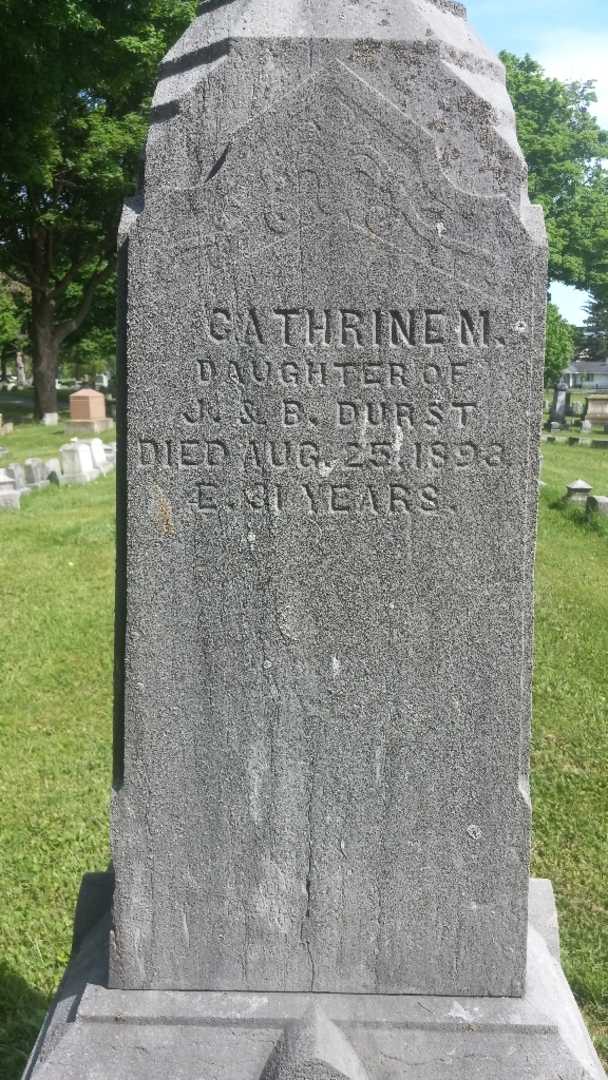 CATHRINE M.
DAUGHTER OF
J. & B. DURST
DIED AUG. 25. 1893
E. 31 YEARS.